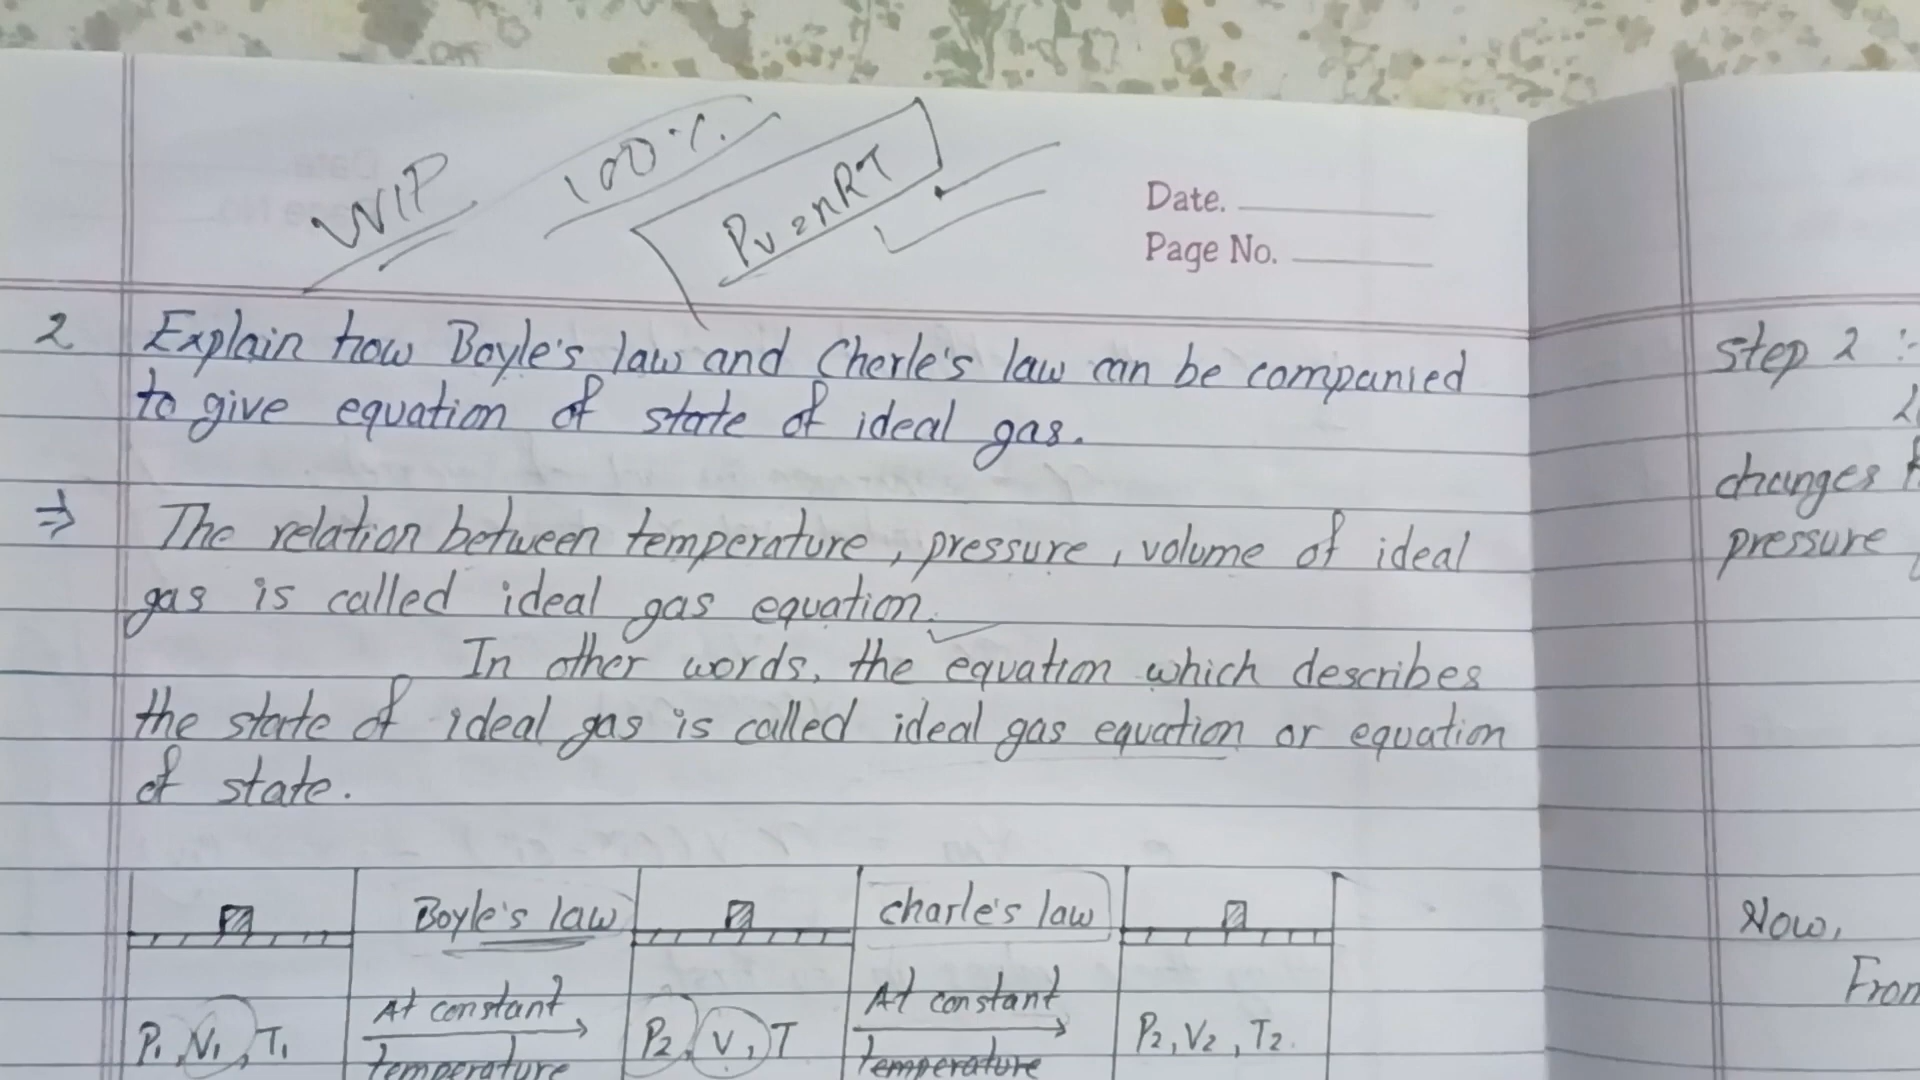 WIP
100%.
PV = nRT
Date.
Page No.
2 Explain how Boyle's law and Cherle's law can be companied
to give equation of state of ideal gas.
⇒ The relation between temperature, pressure, volume of ideal
gas is called ideal gas equation.
In other words, the equation which describes
the state of ideal gas is called ideal gas equation or equation
of state.
Boyle's law
charle's law
At constant
temperature
At constant
temperature
P₁, V₁, T₁
P₂, V, T
P₂, V₂, T₂
step 2 :-
changes
pressure
Now,
From